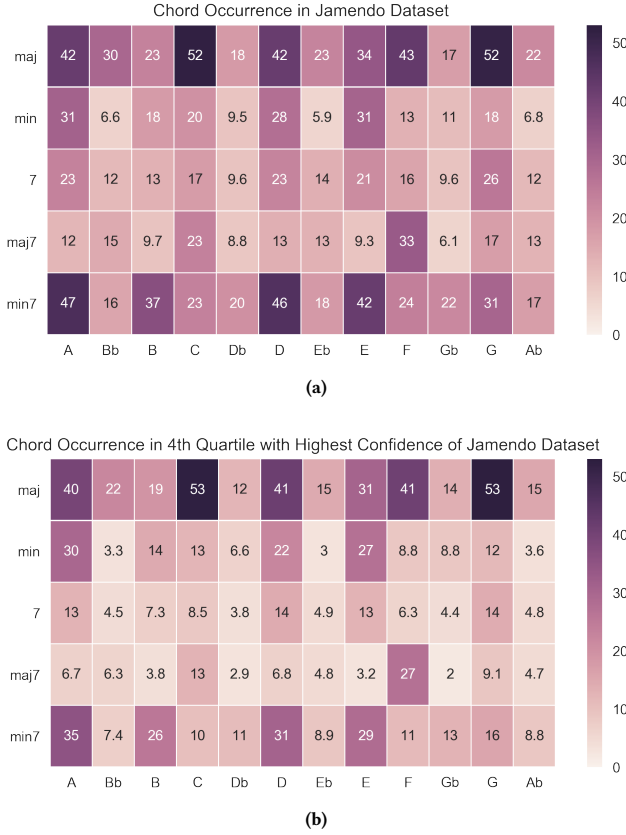 Chord Occurrence in Jamendo Dataset
maj 42 30 23 52 18 42 23 34 43 17 52 22
min 31 6.6 18 20 9.5 28 5.9 31 13 11 18 6.8
7 23 12 13 17 9.6 23 14 21 16 9.6 26 12
maj7 12 15 9.7 23 8.8 13 13 9.3 33 6.1 17 13
min7 47 16 37 23 20 46 18 42 24 22 31 17
A Bb B C Db D Eb E F Gb G Ab
50
40
30
20
10
0
(a)
Chord Occurrence in 4th Quartile with Highest Confidence of Jamendo Dataset
maj 40 22 19 53 12 41 15 31 41 14 53 15
min 30 3.3 14 13 6.6 22 3 27 8.8 8.8 12 3.6
7 13 4.5 7.3 8.5 3.8 14 4.9 13 6.3 4.4 14 4.8
maj7 6.7 6.3 3.8 13 2.9 6.8 4.8 3.2 27 2 9.1 4.7
min7 35 7.4 26 10 11 31 8.9 29 11 13 16 8.8
A Bb B C Db D Eb E F Gb G Ab
50
40
30
20
10
0
(b)